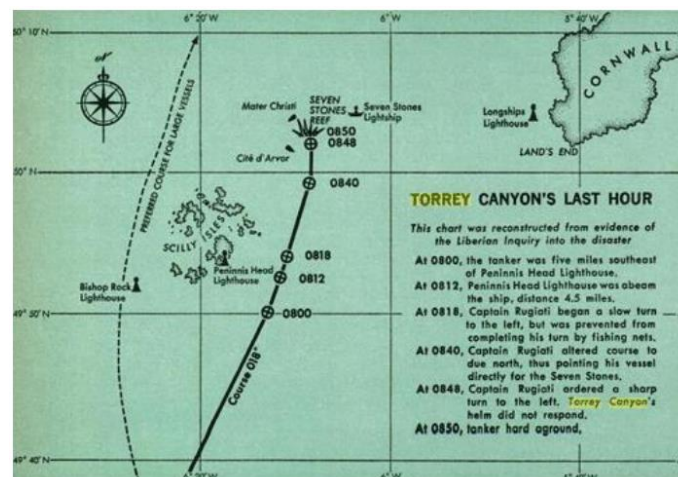 6° 20' W
6° W
5° 40' W
50° 10' N
CORNWALL
PREFERRED COURSE FOR LARGE VESSELS
Mater Christi
SEVEN
STONES
REEF
Seven Stones
Lightship
Longships
Lighthouse
0850
0848
Cité d'Arvor
LAND'S END
50° N
0840
TORREY CANYON'S LAST HOUR
This chart was reconstructed from evidence of
the Liberian Inquiry into the disaster
At 0800, the tanker was five miles southeast
of Peninnis Head Lighthouse.
At 0812, Peninnis Head Lighthouse was abeam
the ship, distance 4.5 miles.
At 0818, Captain Rugiati began a slow turn
to the left, but was prevented from
completing his turn by fishing nets.
At 0840, Captain Rugiati altered course to
due north, thus pointing his vessel
directly for the Seven Stones.
At 0848, Captain Rugiati ordered a sharp
turn to the left. Torrey Canyon's
helm did not respond.
At 0850, tanker hard aground.
SCILLY ISLES
0818
Peninnis Head
Lighthouse
0812
Bishop Rock
Lighthouse
49° 50' N
0800
Course 018°
49° 40' N
6° 20' W
6° W